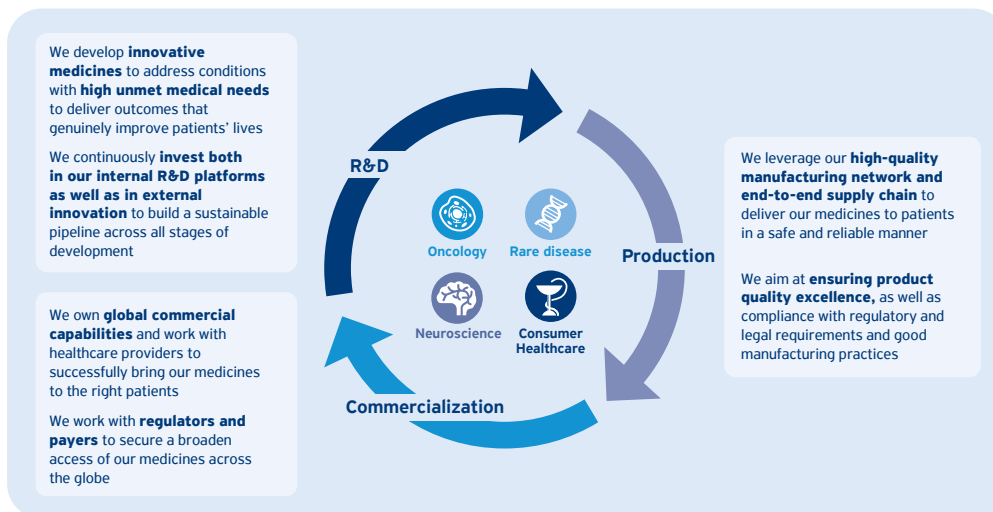 We develop innovative
medicines to address conditions
with high unmet medical needs
to deliver outcomes that
genuinely improve patients’ lives
We continuously invest both
in our internal R&D platforms
as well as in external
innovation to build a sustainable
pipeline across all stages of
development
We own global commercial
capabilities and work with
healthcare providers to
successfully bring our medicines
to the right patients
We work with regulators and
payers to secure a broaden
access of our medicines across
the globe
R&D
Oncology
Rare disease
Neuroscience
Consumer
Healthcare
Production
Commercialization
We leverage our high-quality
manufacturing network and
end-to-end supply chain to
deliver our medicines to patients
in a safe and reliable manner
We aim at ensuring product
quality excellence, as well as
compliance with regulatory and
legal requirements and good
manufacturing practices